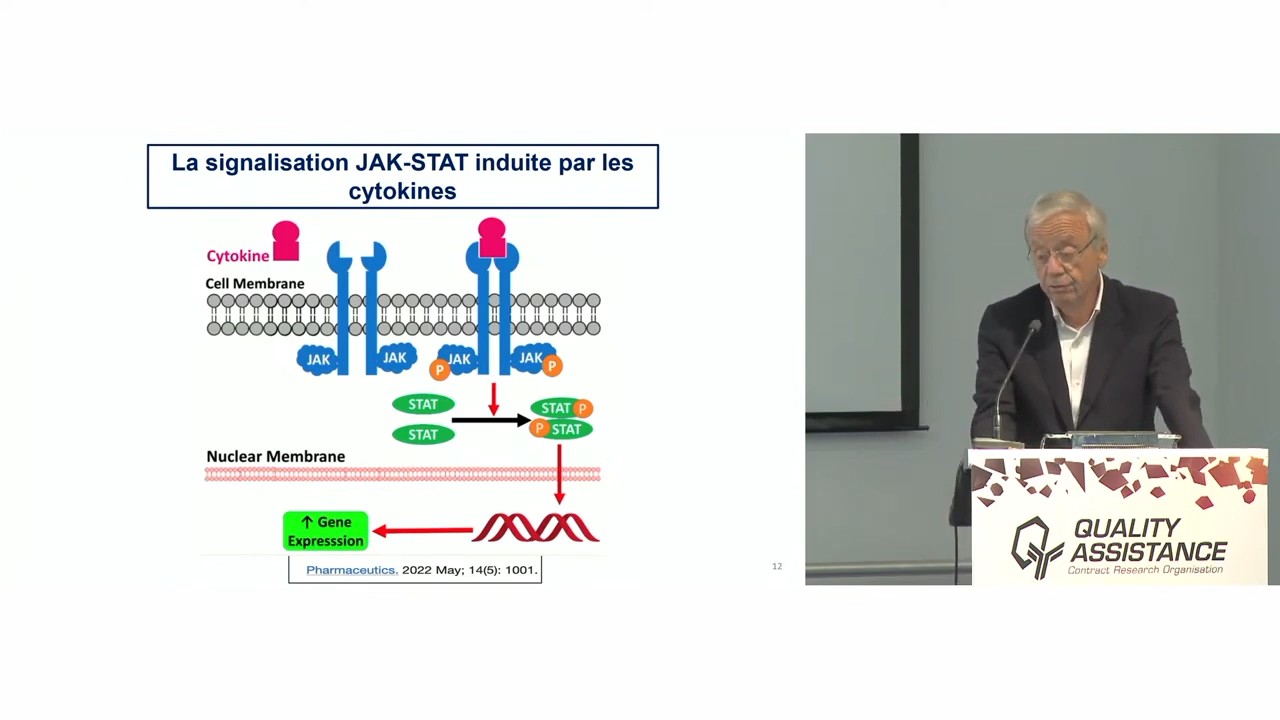 La signalisation JAK-STAT induite par les
cytokines
Cytokine
Cell Membrane
JAK
JAK
JAK
JAK
P
P
STAT
STAT
STAT
P
P
STAT
Nuclear Membrane
↑ Gene
Expresssion
Pharmaceutics. 2022 May; 14(5): 1001.
12
QUALITY
ASSISTANCE
Contract Research Organisation